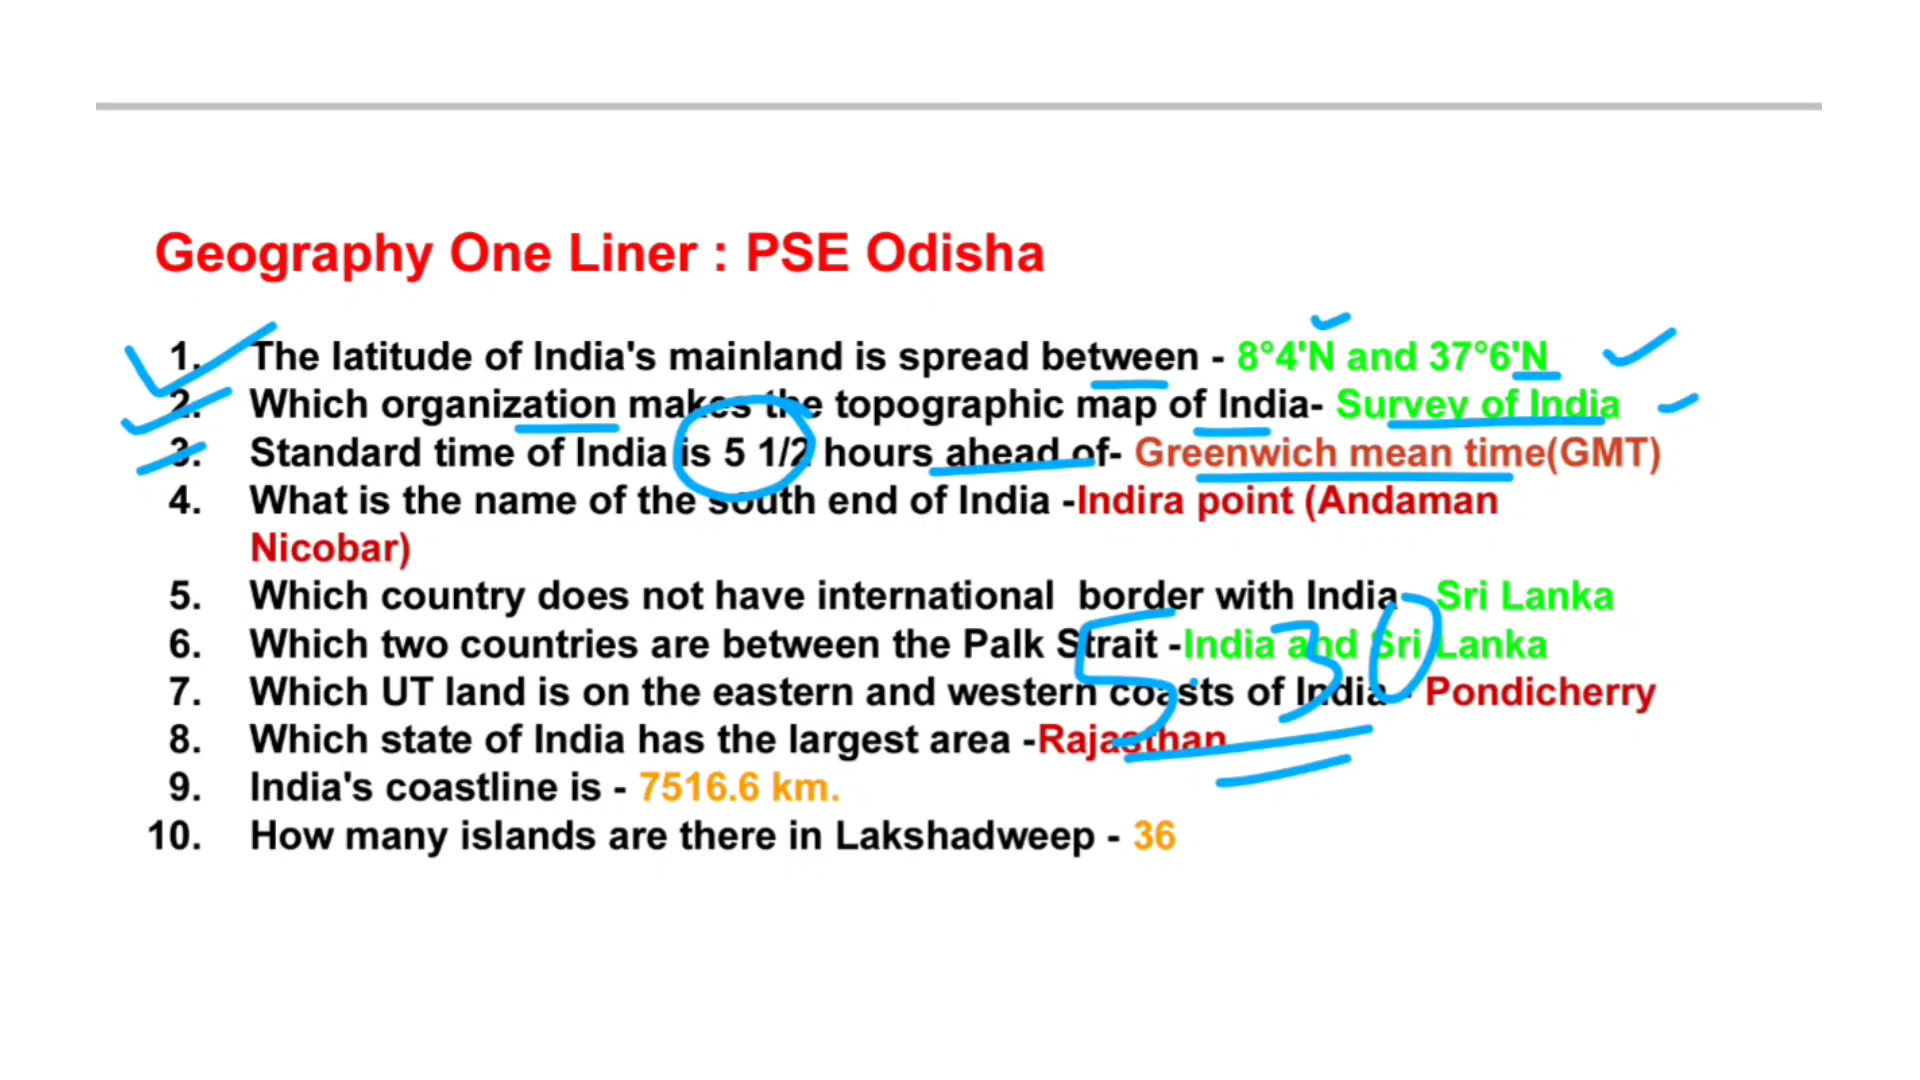 Geography One Liner : PSE Odisha
1. The latitude of India's mainland is spread between - 8°4'N and 37°6'N
2. Which organization makes the topographic map of India- Survey of India
3. Standard time of India is 5 1/2 hours ahead of- Greenwich mean time(GMT)
4. What is the name of the south end of India -Indira point (Andaman
Nicobar)
5. Which country does not have international border with India - Sri Lanka
6. Which two countries are between the Palk Strait -India and Sri Lanka
7. Which UT land is on the eastern and western coasts of India - Pondicherry
5.30
8. Which state of India has the largest area -Rajasthan
9. India's coastline is - 7516.6 km.
10. How many islands are there in Lakshadweep - 36